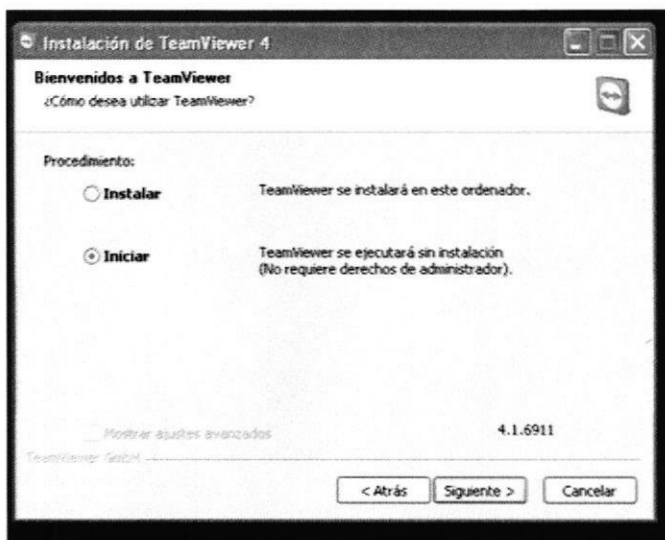 Instalación de TeamViewer 4
Bienvenidos a TeamViewer
¿Cómo desea utilizar TeamViewer?
Procedimiento:
Instalar TeamViewer se instalará en este ordenador.
Iniciar TeamViewer se ejecutará sin instalación
(No requiere derechos de administrador).
Mostrar ajustes avanzados 4.1.6911
TeamViewer GmbH
< Atrás Siguiente > Cancelar